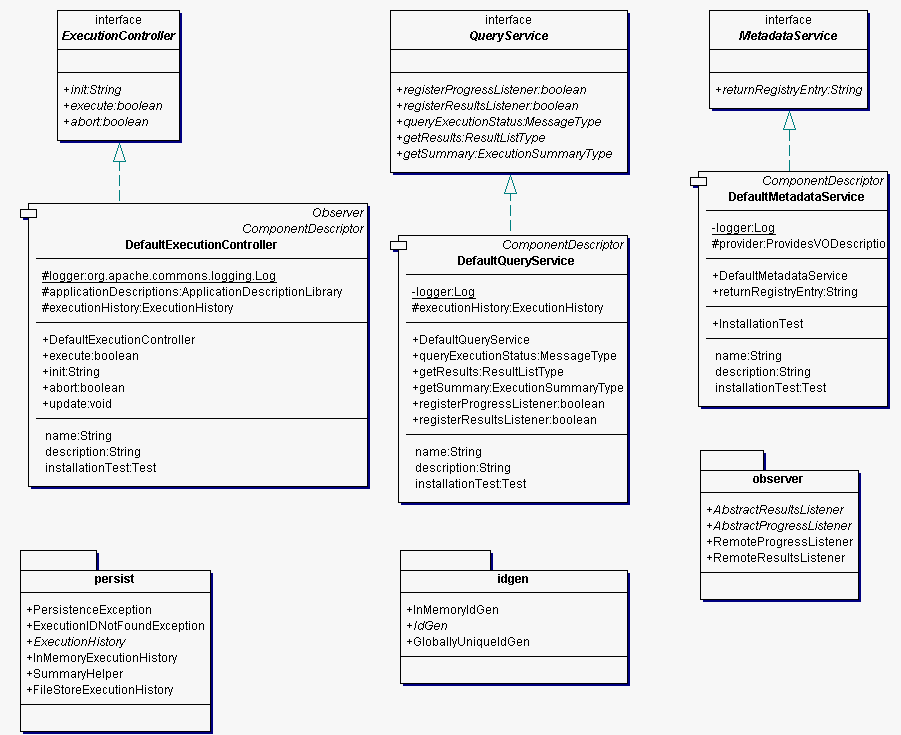 interface
ExecutionController
+init:String
+execute:boolean
+abort:boolean
interface
QueryService
+registerProgressListener:boolean
+registerResultsListener:boolean
+queryExecutionStatus:MessageType
+getResults:ResultListType
+getSummary:ExecutionSummaryType
interface
MetadataService
+returnRegistryEntry:String
Observer
ComponentDescriptor
DefaultExecutionController
#logger:org.apache.commons.logging.Log
#applicationDescriptions:ApplicationDescriptionLibrary
#executionHistory:ExecutionHistory
+DefaultExecutionController
+execute:boolean
+init:String
+abort:boolean
+update:void
name:String
description:String
installationTest:Test
ComponentDescriptor
DefaultQueryService
-logger:Log
#executionHistory:ExecutionHistory
+DefaultQueryService
+queryExecutionStatus:MessageType
+getResults:ResultListType
+getSummary:ExecutionSummaryType
+registerProgressListener:boolean
+registerResultsListener:boolean
name:String
description:String
installationTest:Test
ComponentDescriptor
DefaultMetadataService
-logger:Log
#provider:ProvidesVODescriptio
+DefaultMetadataService
+returnRegistryEntry:String
+InstallationTest
name:String
description:String
installationTest:Test
observer
+AbstractResultsListener
+AbstractProgressListener
+RemoteProgressListener
+RemoteResultsListener
persist
+PersistenceException
+ExecutionIDNotFoundException
+ExecutionHistory
+InMemoryExecutionHistory
+SummaryHelper
+FileStoreExecutionHistory
idgen
+InMemoryIdGen
+IdGen
+GloballyUniqueIdGen